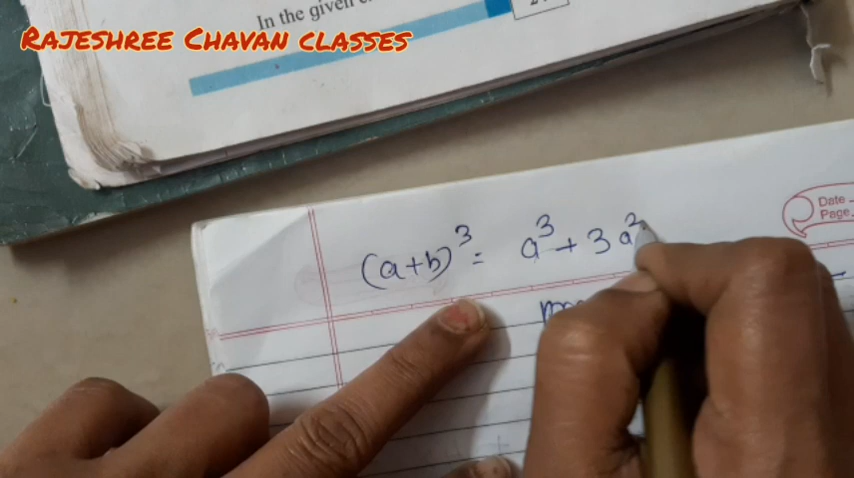 In the given
RAJESHREE CHAVAN CLASSES
Date
Page
(a+b)³ = a³ + 3a²